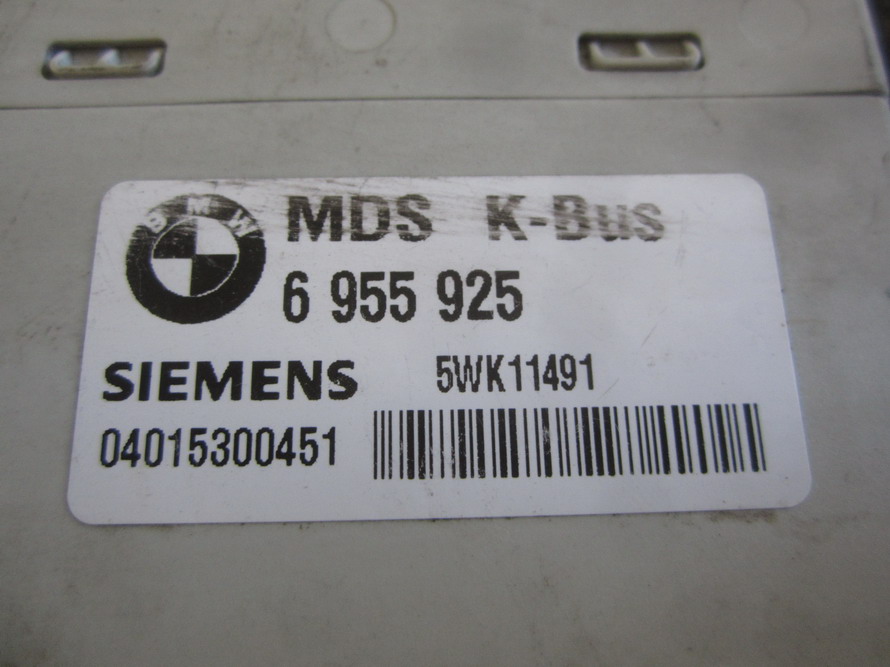 BMW
MDS K-Bus
6 955 925
SIEMENS 5WK11491
04015300451